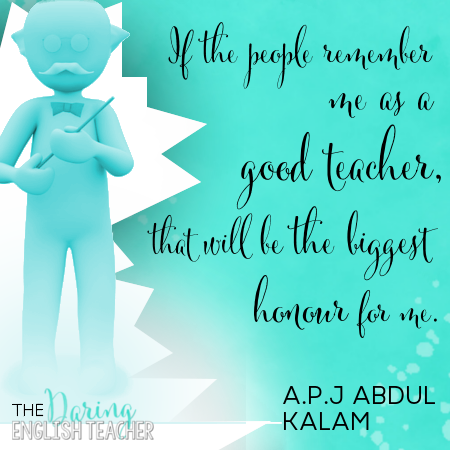 If the people remember
me as a
good teacher,
that will be the biggest
honour for me.
A.P.J ABDUL
KALAM
THE Daring
ENGLISH TEACHER